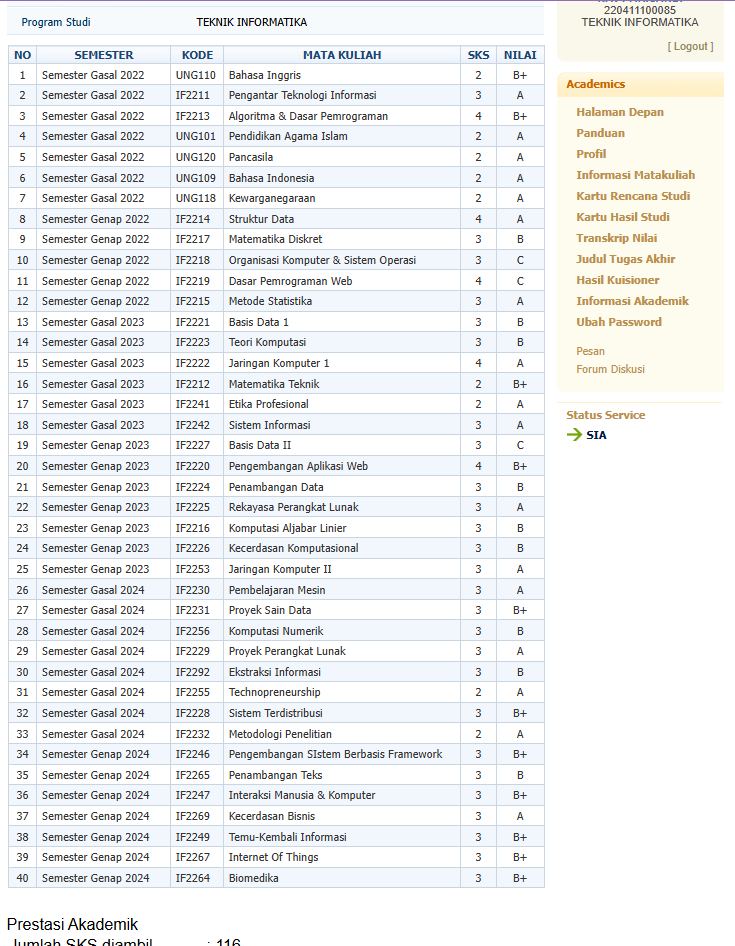 Program Studi TEKNIK INFORMATIKA
NO SEMESTER KODE MATA KULIAH SKS NILAI
1 Semester Gasal 2022 UNG110 Bahasa Inggris 2 B+
2 Semester Gasal 2022 IF2211 Pengantar Teknologi Informasi 3 A
3 Semester Gasal 2022 IF2213 Algoritma & Dasar Pemrograman 4 B+
4 Semester Gasal 2022 UNG101 Pendidikan Agama Islam 2 A
5 Semester Gasal 2022 UNG120 Pancasila 2 A
6 Semester Gasal 2022 UNG109 Bahasa Indonesia 2 A
7 Semester Gasal 2022 UNG118 Kewarganegaraan 2 A
8 Semester Genap 2022 IF2214 Struktur Data 4 A
9 Semester Genap 2022 IF2217 Matematika Diskret 3 B
10 Semester Genap 2022 IF2218 Organisasi Komputer & Sistem Operasi 3 C
11 Semester Genap 2022 IF2219 Dasar Pemrograman Web 4 C
12 Semester Genap 2022 IF2215 Metode Statistika 3 A
13 Semester Gasal 2023 IF2221 Basis Data 1 3 B
14 Semester Gasal 2023 IF2223 Teori Komputasi 3 B
15 Semester Gasal 2023 IF2222 Jaringan Komputer 1 4 A
16 Semester Gasal 2023 IF2212 Matematika Teknik 2 B+
17 Semester Gasal 2023 IF2241 Etika Profesional 2 A
18 Semester Gasal 2023 IF2242 Sistem Informasi 3 A
19 Semester Genap 2023 IF2227 Basis Data II 3 C
20 Semester Genap 2023 IF2220 Pengembangan Aplikasi Web 4 B+
21 Semester Genap 2023 IF2224 Penambangan Data 3 B
22 Semester Genap 2023 IF2225 Rekayasa Perangkat Lunak 3 A
23 Semester Genap 2023 IF2216 Komputasi Aljabar Linier 3 B
24 Semester Genap 2023 IF2226 Kecerdasan Komputasional 3 B
25 Semester Genap 2023 IF2253 Jaringan Komputer II 3 A
26 Semester Gasal 2024 IF2230 Pembelajaran Mesin 3 A
27 Semester Gasal 2024 IF2231 Proyek Sain Data 3 B+
28 Semester Gasal 2024 IF2256 Komputasi Numerik 3 B
29 Semester Gasal 2024 IF2229 Proyek Perangkat Lunak 3 A
30 Semester Gasal 2024 IF2292 Ekstraksi Informasi 3 B
31 Semester Gasal 2024 IF2255 Technopreneurship 2 A
32 Semester Gasal 2024 IF2228 Sistem Terdistribusi 3 B+
33 Semester Gasal 2024 IF2232 Metodologi Penelitian 2 A
34 Semester Genap 2024 IF2246 Pengembangan SIstem Berbasis Framework 3 B+
35 Semester Genap 2024 IF2265 Penambangan Teks 3 B
36 Semester Genap 2024 IF2247 Interaksi Manusia & Komputer 3 B+
37 Semester Genap 2024 IF2269 Kecerdasan Bisnis 3 A
38 Semester Genap 2024 IF2249 Temu-Kembali Informasi 3 B+
39 Semester Genap 2024 IF2267 Internet Of Things 3 B+
40 Semester Genap 2024 IF2264 Biomedika 3 B+
Prestasi Akademik
Jumlah SKS diambil : 116
220411100085
TEKNIK INFORMATIKA
[ Logout ]
Academics
Halaman Depan
Panduan
Profil
Informasi Matakuliah
Kartu Rencana Studi
Kartu Hasil Studi
Transkrip Nilai
Judul Tugas Akhir
Hasil Kuisioner
Informasi Akademik
Ubah Password
Pesan
Forum Diskusi
Status Service
SIA